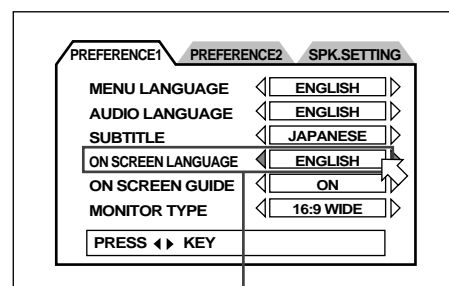 PREFERENCE1 PREFERENCE2 SPK.SETTING
MENU LANGUAGE ENGLISH
AUDIO LANGUAGE ENGLISH
SUBTITLE JAPANESE
ON SCREEN LANGUAGE ENGLISH
ON SCREEN GUIDE ON
MONITOR TYPE 16:9 WIDE
PRESS KEY